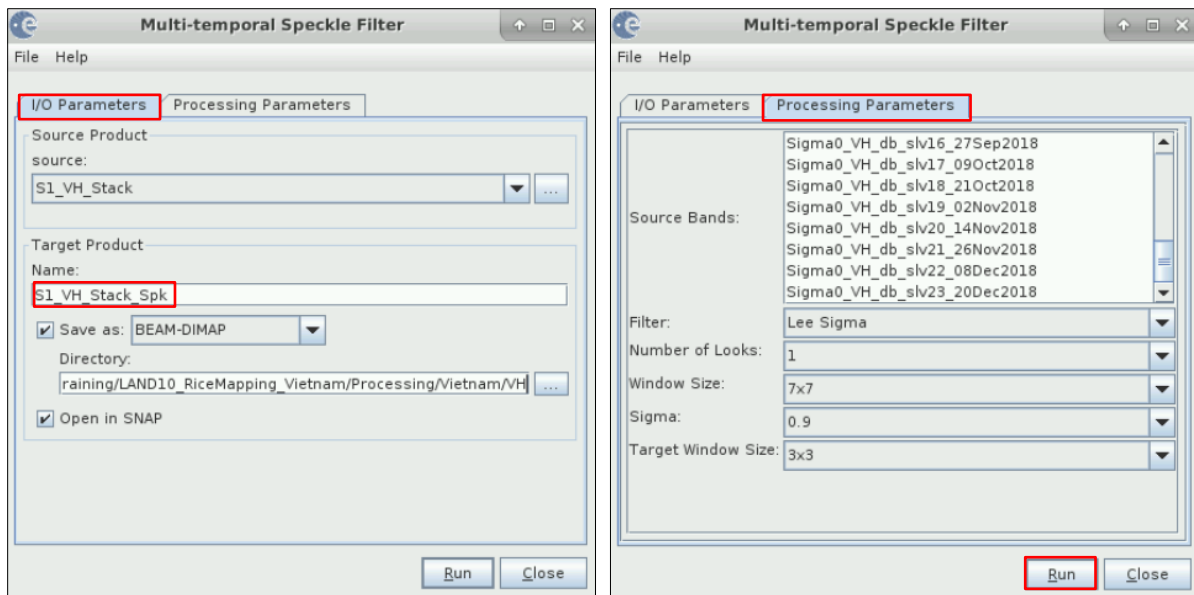 Multi-temporal Speckle Filter
File Help
I/O Parameters Processing Parameters
Source Product
source:
S1_VH_Stack
...
Target Product
Name:
S1_VH_Stack_Spk
Save as: BEAM-DIMAP
Directory:
raining/LAND10_RiceMapping_Vietnam/Processing/Vietnam/VH
...
Open in SNAP
Run Close
Multi-temporal Speckle Filter
File Help
I/O Parameters Processing Parameters
Source Bands:
Sigma0_VH_db_slv16_27Sep2018
Sigma0_VH_db_slv17_09Oct2018
Sigma0_VH_db_slv18_21Oct2018
Sigma0_VH_db_slv19_02Nov2018
Sigma0_VH_db_slv20_14Nov2018
Sigma0_VH_db_slv21_26Nov2018
Sigma0_VH_db_slv22_08Dec2018
Sigma0_VH_db_slv23_20Dec2018
Filter: Lee Sigma
Number of Looks: 1
Window Size: 7x7
Sigma: 0.9
Target Window Size: 3x3
Run Close